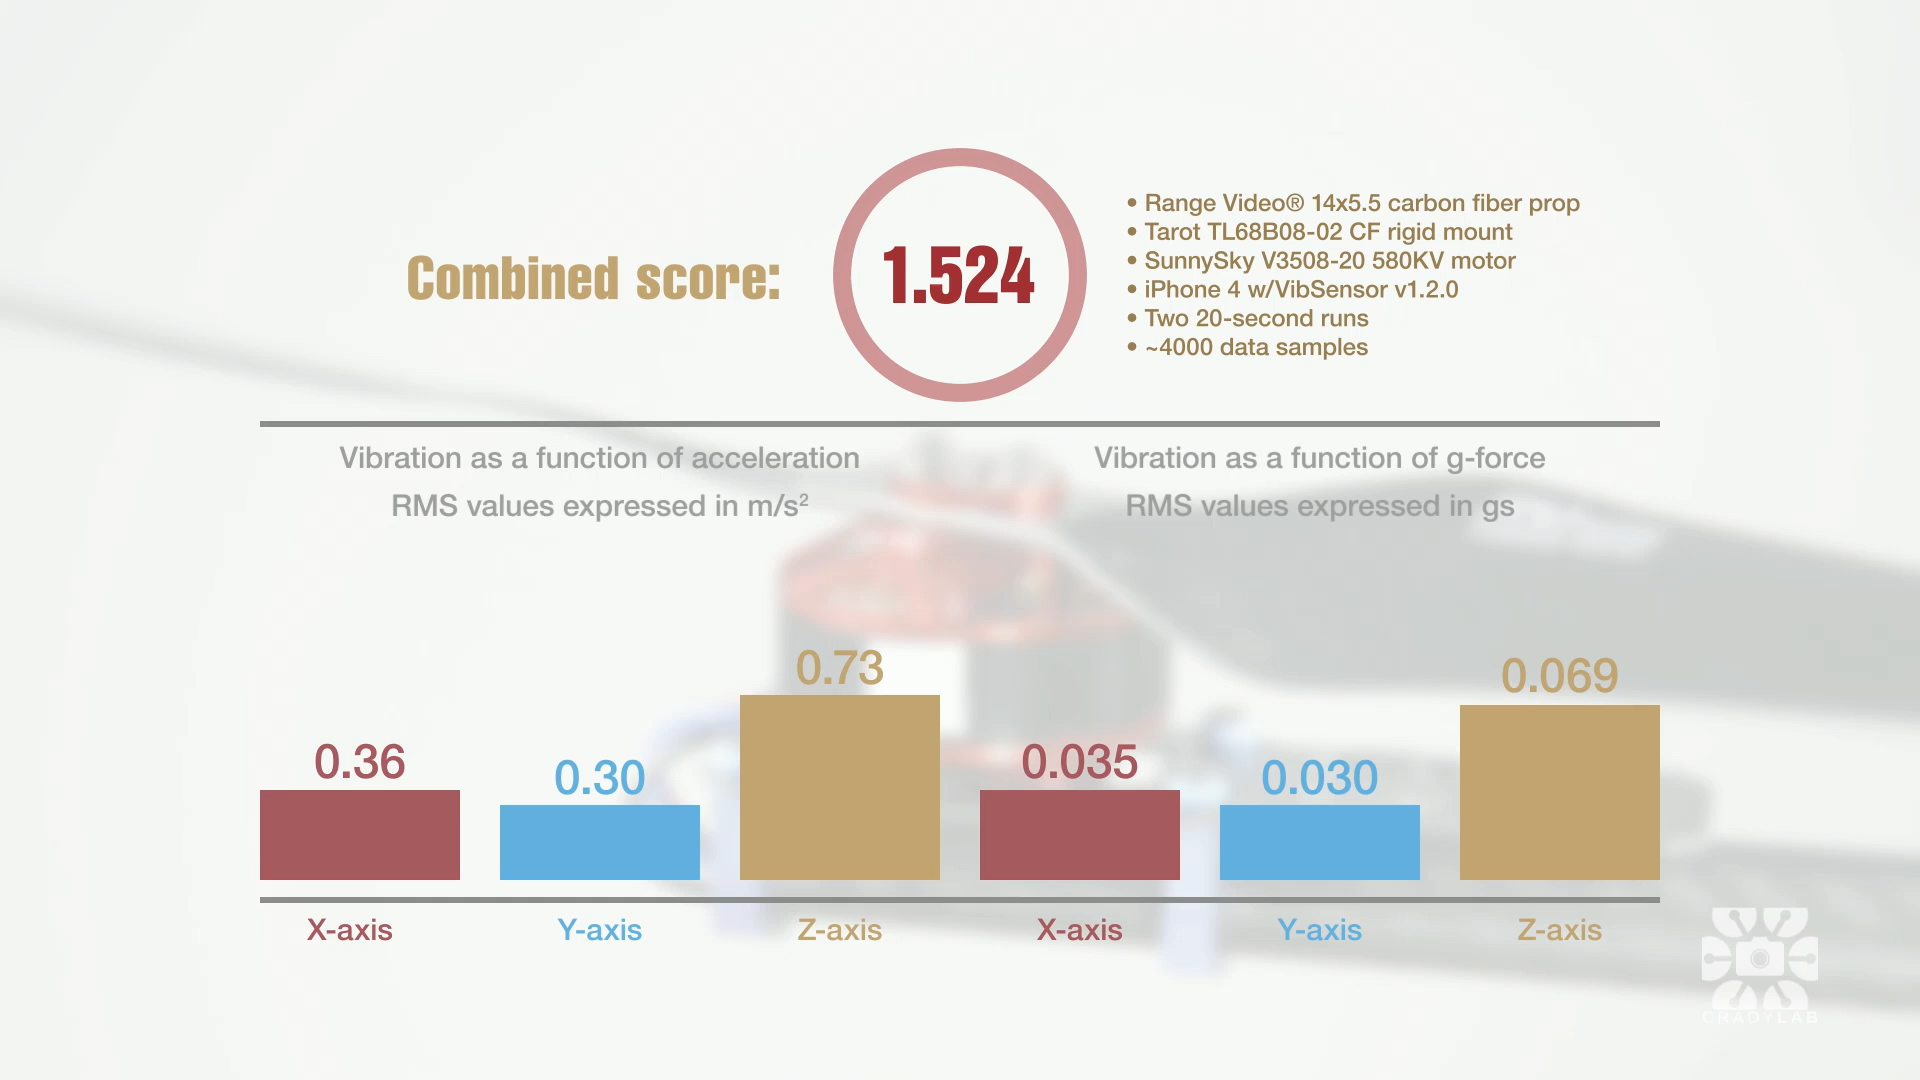 Combined score:
1.524
• Range Video® 14x5.5 carbon fiber prop
• Tarot TL68B08-02 CF rigid mount
• SunnySky V3508-20 580KV motor
• iPhone 4 w/VibSensor v1.2.0
• Two 20-second runs
• ~4000 data samples
Vibration as a function of acceleration
RMS values expressed in m/s²
Vibration as a function of g-force
RMS values expressed in gs
0.36
0.30
0.73
0.035
0.030
0.069
X-axis
Y-axis
Z-axis
X-axis
Y-axis
Z-axis
CHADYLAB